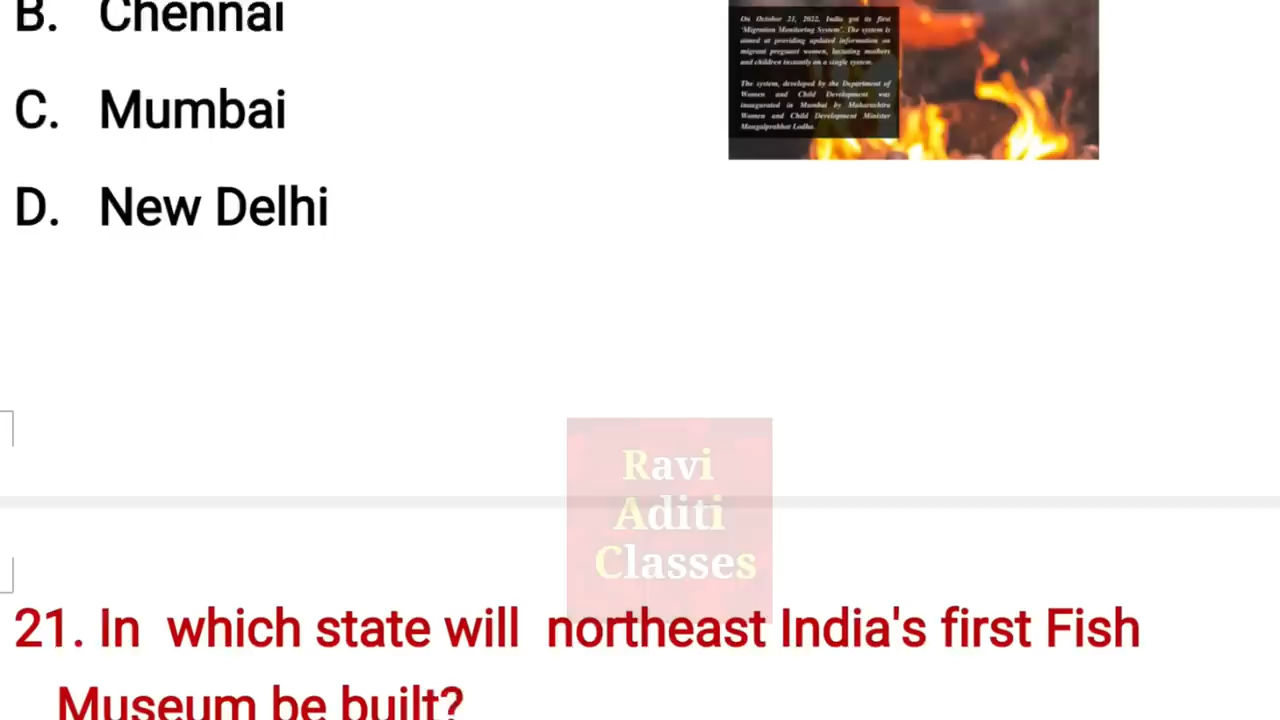 B. Chennai
C. Mumbai
D. New Delhi
On October 21, 2022, India got its first
'Migration Monitoring System'. The system is
aimed at providing updated information on
migrant pregnant women, lactating mothers
and children instantly on a single system.
The system, developed by the Department of
Women and Child Development was
inaugurated in Mumbai by Maharashtra
Women and Child Development Minister
Mangalprabhat Lodha.
Ravi
Aditi
Classes
21. In which state will northeast India's first Fish
Museum be built?